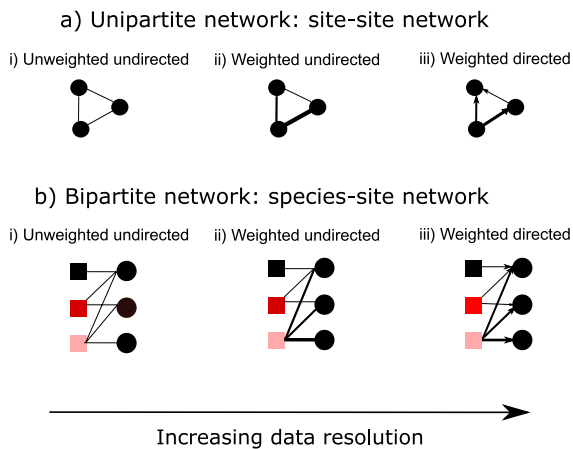 a) Unipartite network: site-site network
i) Unweighted undirected
ii) Weighted undirected
iii) Weighted directed
b) Bipartite network: species-site network
i) Unweighted undirected
ii) Weighted undirected
iii) Weighted directed
Increasing data resolution